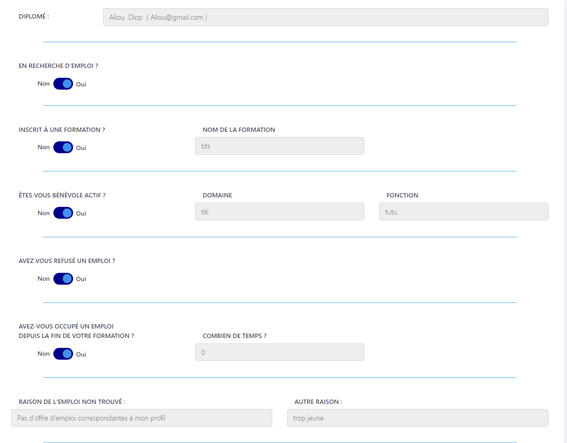 DIPLOMÉ :
Aliou Diop ( Aliou@gmail.com )
EN RECHERCHE D'EMPLOI ?
Non Oui
INSCRIT À UNE FORMATION ? NOM DE LA FORMATION
Non Oui bts
ÊTES VOUS BÉNÉVOLE ACTIF ? DOMAINE FONCTION
Non Oui titi tutu
AVEZ VOUS REFUSÉ UN EMPLOI ?
Non Oui
AVEZ-VOUS OCCUPÉ UN EMPLOI
DEPUIS LA FIN DE VOTRE FORMATION ? COMBIEN DE TEMPS ?
Non Oui 0
RAISON DE L'EMPLOI NON TROUVÉ : AUTRE RAISON :
Pas d'offre d'emploi correspondantes à mon profil trop jeune